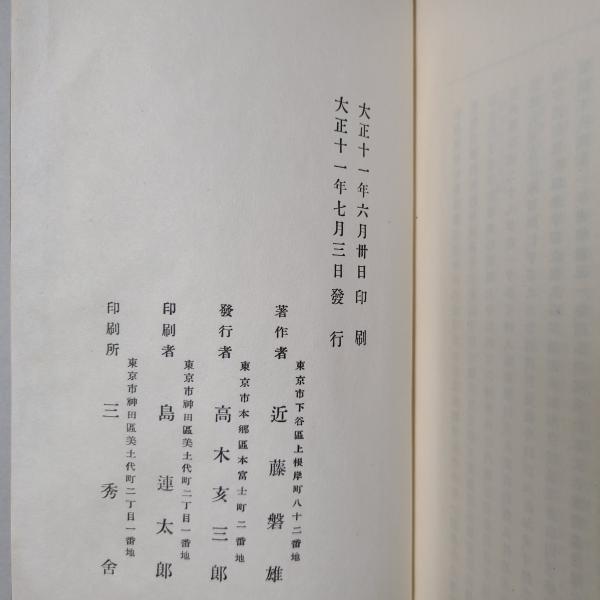 大正十一年六月卅日印刷
大正十一年七月三日發行
東京市下谷區上根岸町八十二番地
著作者 近藤磐雄
東京市本鄕區本富士町二番地
發行者 高木亥三郎
東京市神田區美土代町二丁目一番地
印刷者 島連太郎
東京市神田區美土代町二丁目一番地
印刷所 三秀舍